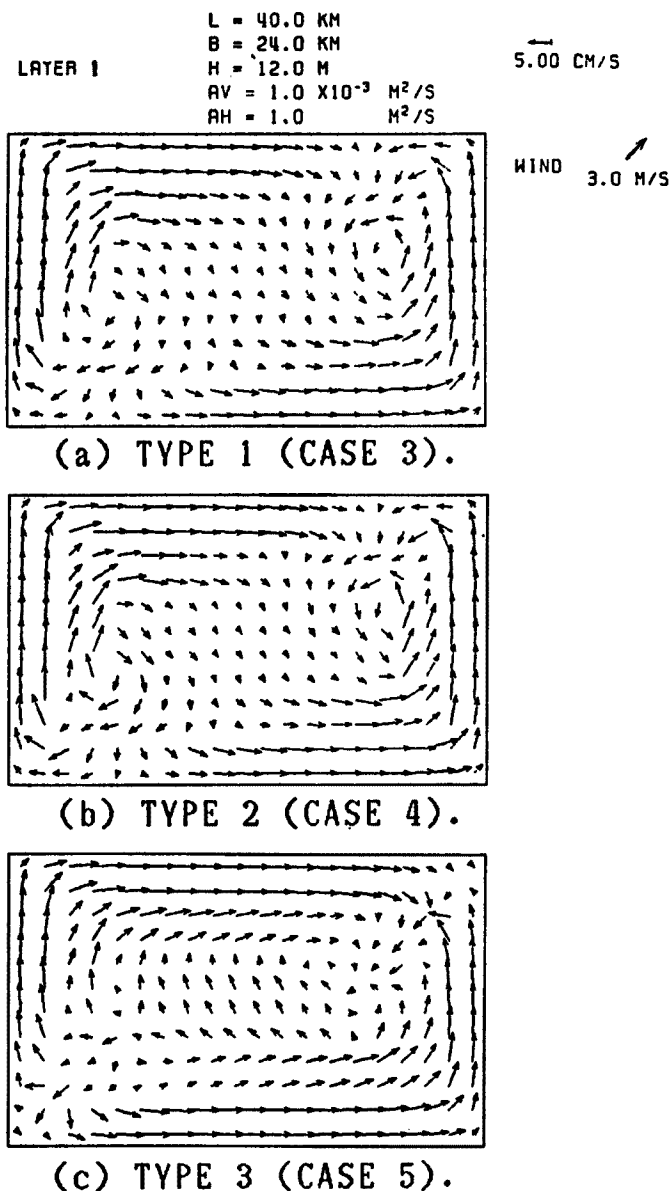 L = 40.0 KM
B = 24.0 KM
LAYER 1 H = 12.0 M 5.00 CM/S
AV = 1.0 X10⁻³ M²/S
AH = 1.0 M²/S
WIND 3.0 M/S
(a) TYPE 1 (CASE 3).
(b) TYPE 2 (CASE 4).
(c) TYPE 3 (CASE 5).